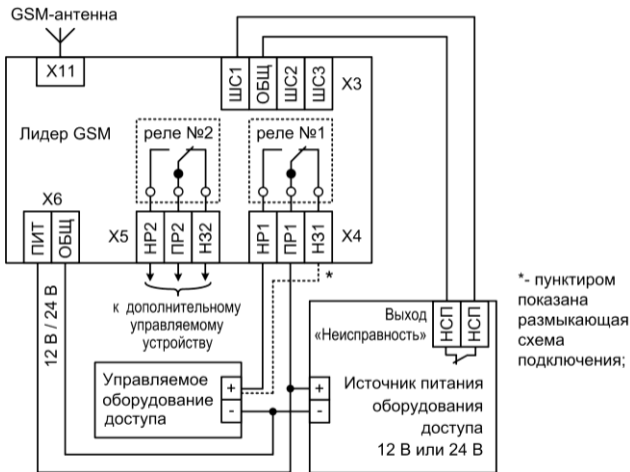 GSM-антенна
X11
ШС1
ОБЩ
ШС2
ШС3
X3
Лидер GSM
реле №2
реле №1
X6
ПИТ
ОБЩ
X5
НР2
ПР2
НЗ2
НР1
ПР1
НЗ1
X4
*
12 В / 24 В
к дополнительному
управляемому
устройству
Выход
«Неисправность»
НСП
НСП
*- пунктиром
показана
размыкающая
схема
подключения;
Управляемое
оборудование
доступа
+
-
+
-
Источник питания
оборудования
доступа
12 В или 24 В